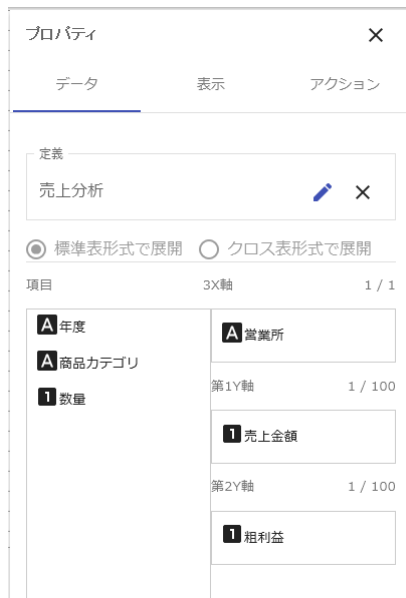 プロパティ
データ 表示 アクション
定義
売上分析
標準表形式で展開 クロス表形式で展開
項目 3X軸 1 / 1
A 年度
A 営業所
A 商品カテゴリ
1 数量
第1Y軸 1 / 100
1 売上金額
第2Y軸 1 / 100
1 粗利益